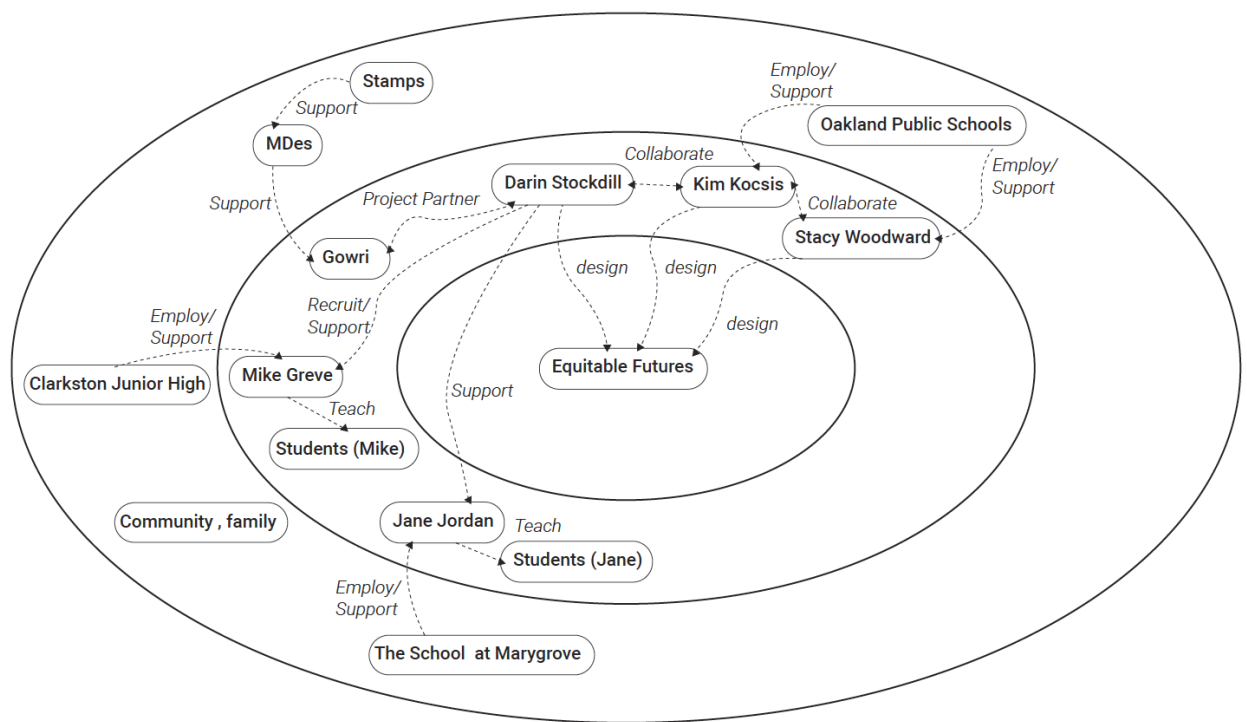 Stamps
Support
MDes
Employ/
Support
Oakland Public Schools
Collaborate
Darin Stockdill
Kim Kocsis
Employ/
Support
Project Partner
Support
Collaborate
Stacy Woodward
Gowri
design
design
Recruit/
Support
Employ/
Support
design
Equitable Futures
Mike Greve
Clarkston Junior High
Support
Teach
Students (Mike)
Community , family
Jane Jordan
Teach
Students (Jane)
Employ/
Support
The School at Marygrove